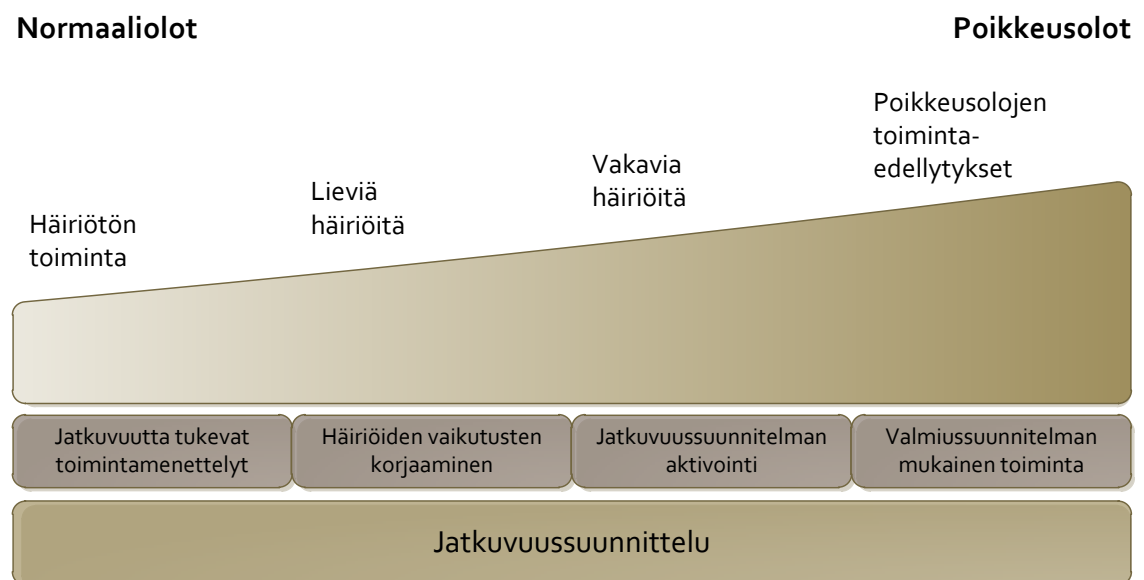 Normaaliolot
Poikkeusolot
Häiriötön
toiminta
Lieviä
häiriöitä
Vakavia
häiriöitä
Poikkeusolojen
toiminta-
edellytykset
Jatkuvuutta tukevat
toimintamenettelyt
Häiriöiden vaikutusten
korjaaminen
Jatkuvuussuunnitelman
aktivointi
Valmiussuunnitelman
mukainen toiminta
Jatkuvuussuunnittelu